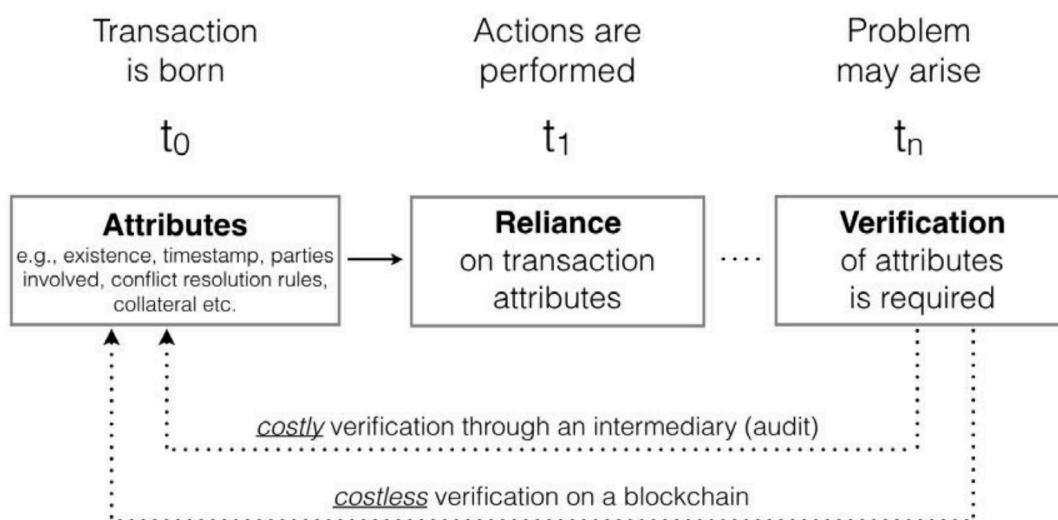 Transaction
is born
t0
Actions are
performed
t1
Problem
may arise
tn
Attributes
e.g., existence, timestamp, parties
involved, conflict resolution rules,
collateral etc.
Reliance
on transaction
attributes
Verification
of attributes
is required
costly verification through an intermediary (audit)
costless verification on a blockchain